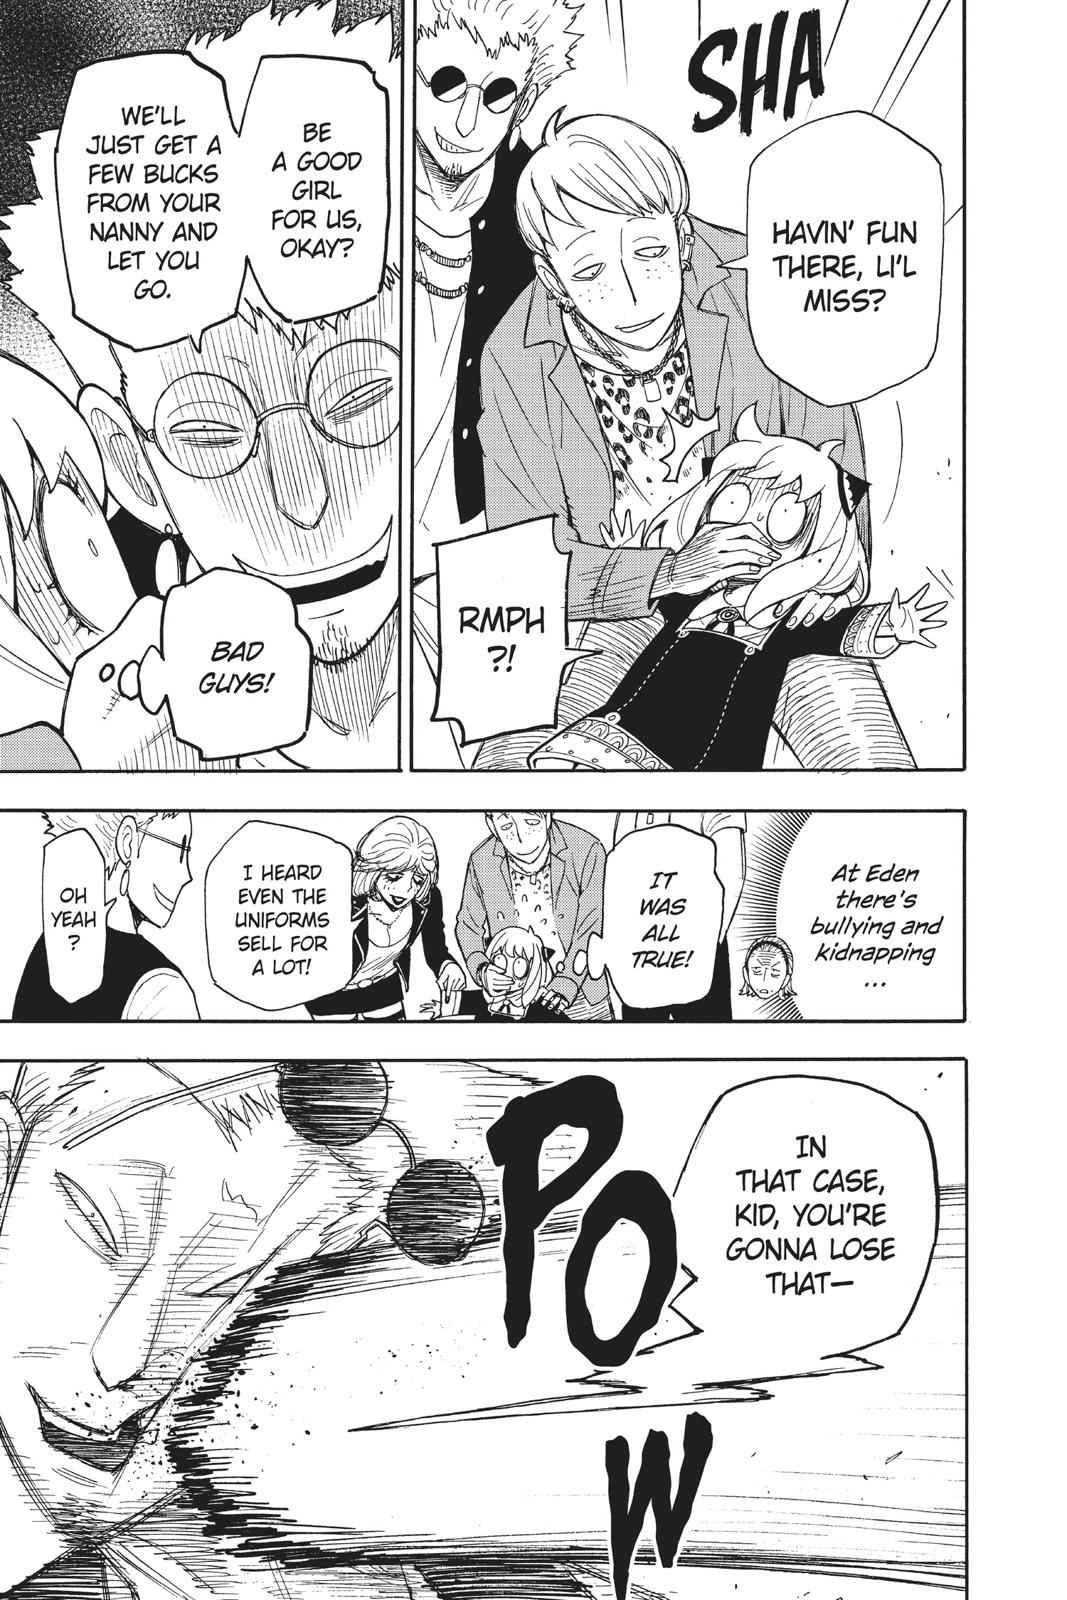 SHA
HAVIN' FUN
THERE, LI'L
MISS?
RMPH
?!
BE
A GOOD
GIRL
FOR US,
OKAY?
WE'LL
JUST GET A
FEW BUCKS
FROM YOUR
NANNY AND
LET YOU
GO.
BAD
GUYS!
At Eden
there's
bullying and
kidnapping
...
IT
WAS
ALL
TRUE!
I HEARD
EVEN THE
UNIFORMS
SELL FOR
A LOT!
OH
YEAH
?
IN
THAT CASE,
KID, YOU'RE
GONNA LOSE
THAT—
POW